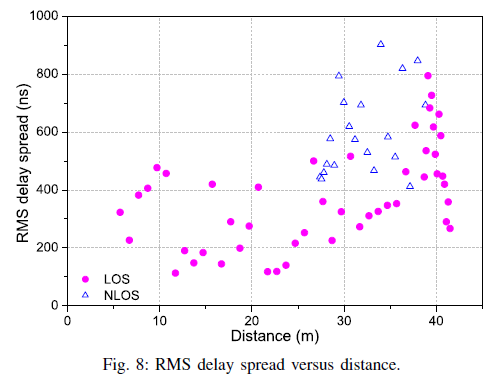 1000
800
600
400
200
0
RMS delay spread (ns)
LOS
NLOS
0 10 20 30 40
Distance (m)
Fig. 8: RMS delay spread versus distance.